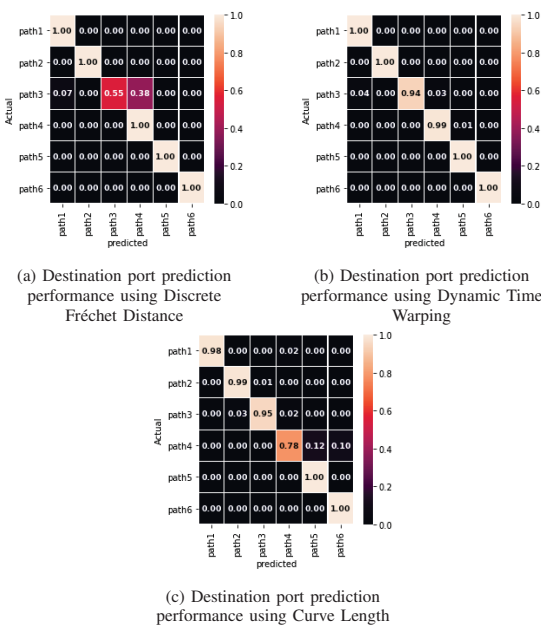 path1 1.00 0.00 0.00 0.00 0.00 0.00
path2 0.00 1.00 0.00 0.00 0.00 0.00
path3 0.07 0.00 0.55 0.38 0.00 0.00
path4 0.00 0.00 0.00 1.00 0.00 0.00
path5 0.00 0.00 0.00 0.00 1.00 0.00
path6 0.00 0.00 0.00 0.00 0.00 1.00
Actual
path1 path2 path3 path4 path5 path6
predicted
1.0
0.8
0.6
0.4
0.2
0.0
(a) Destination port prediction
performance using Discrete
Fréchet Distance
path1 1.00 0.00 0.00 0.00 0.00 0.00
path2 0.00 1.00 0.00 0.00 0.00 0.00
path3 0.04 0.00 0.94 0.03 0.00 0.00
path4 0.00 0.00 0.00 0.99 0.01 0.00
path5 0.00 0.00 0.00 0.00 1.00 0.00
path6 0.00 0.00 0.00 0.00 0.00 1.00
Actual
path1 path2 path3 path4 path5 path6
predicted
1.0
0.8
0.6
0.4
0.2
0.0
(b) Destination port prediction
performance using Dynamic Time
Warping
path1 0.98 0.00 0.00 0.02 0.00 0.00
path2 0.00 0.99 0.01 0.00 0.00 0.00
path3 0.00 0.03 0.95 0.02 0.00 0.00
path4 0.00 0.00 0.00 0.78 0.12 0.10
path5 0.00 0.00 0.00 0.00 1.00 0.00
path6 0.00 0.00 0.00 0.00 0.00 1.00
Actual
path1 path2 path3 path4 path5 path6
predicted
1.0
0.8
0.6
0.4
0.2
0.0
(c) Destination port prediction
performance using Curve Length